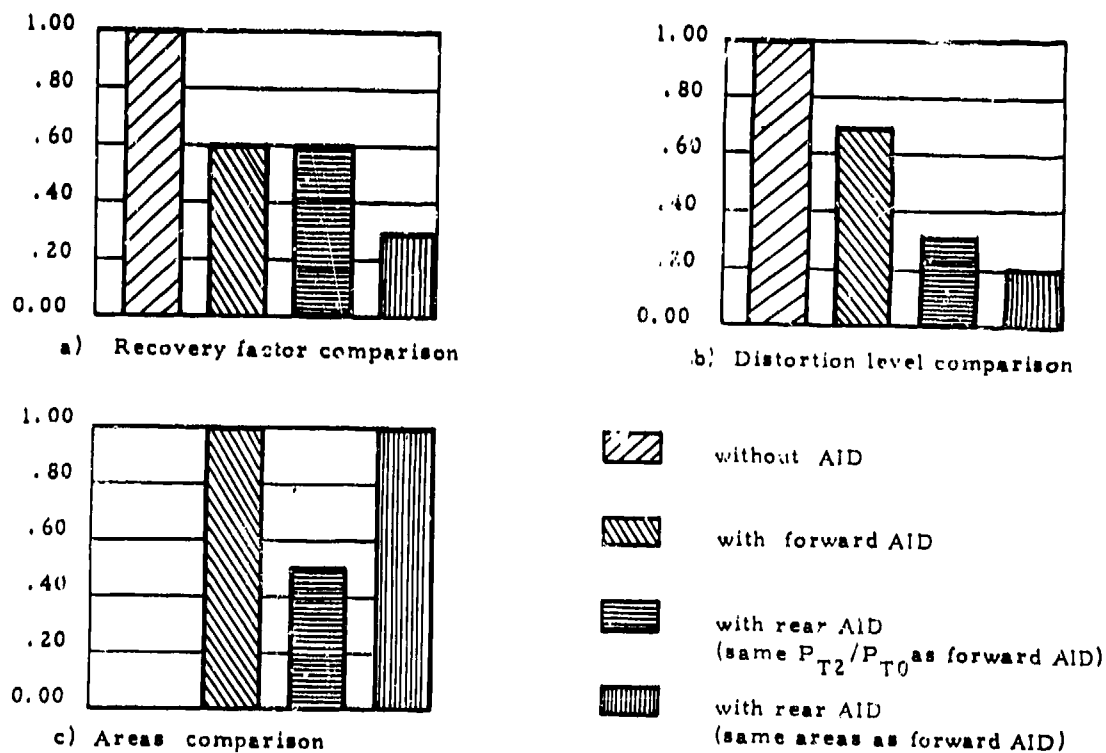 1.00
.80
.60
.40
.20
0.00
a) Recovery factor comparison
1.00
.80
.60
.40
.20
0.00
b) Distortion level comparison
1.00
.80
.60
.40
.20
0.00
c) Areas comparison
without AID
with forward AID
with rear AID
(same P_T2/P_T0 as forward AID)
with rear AID
(same areas as forward AID)